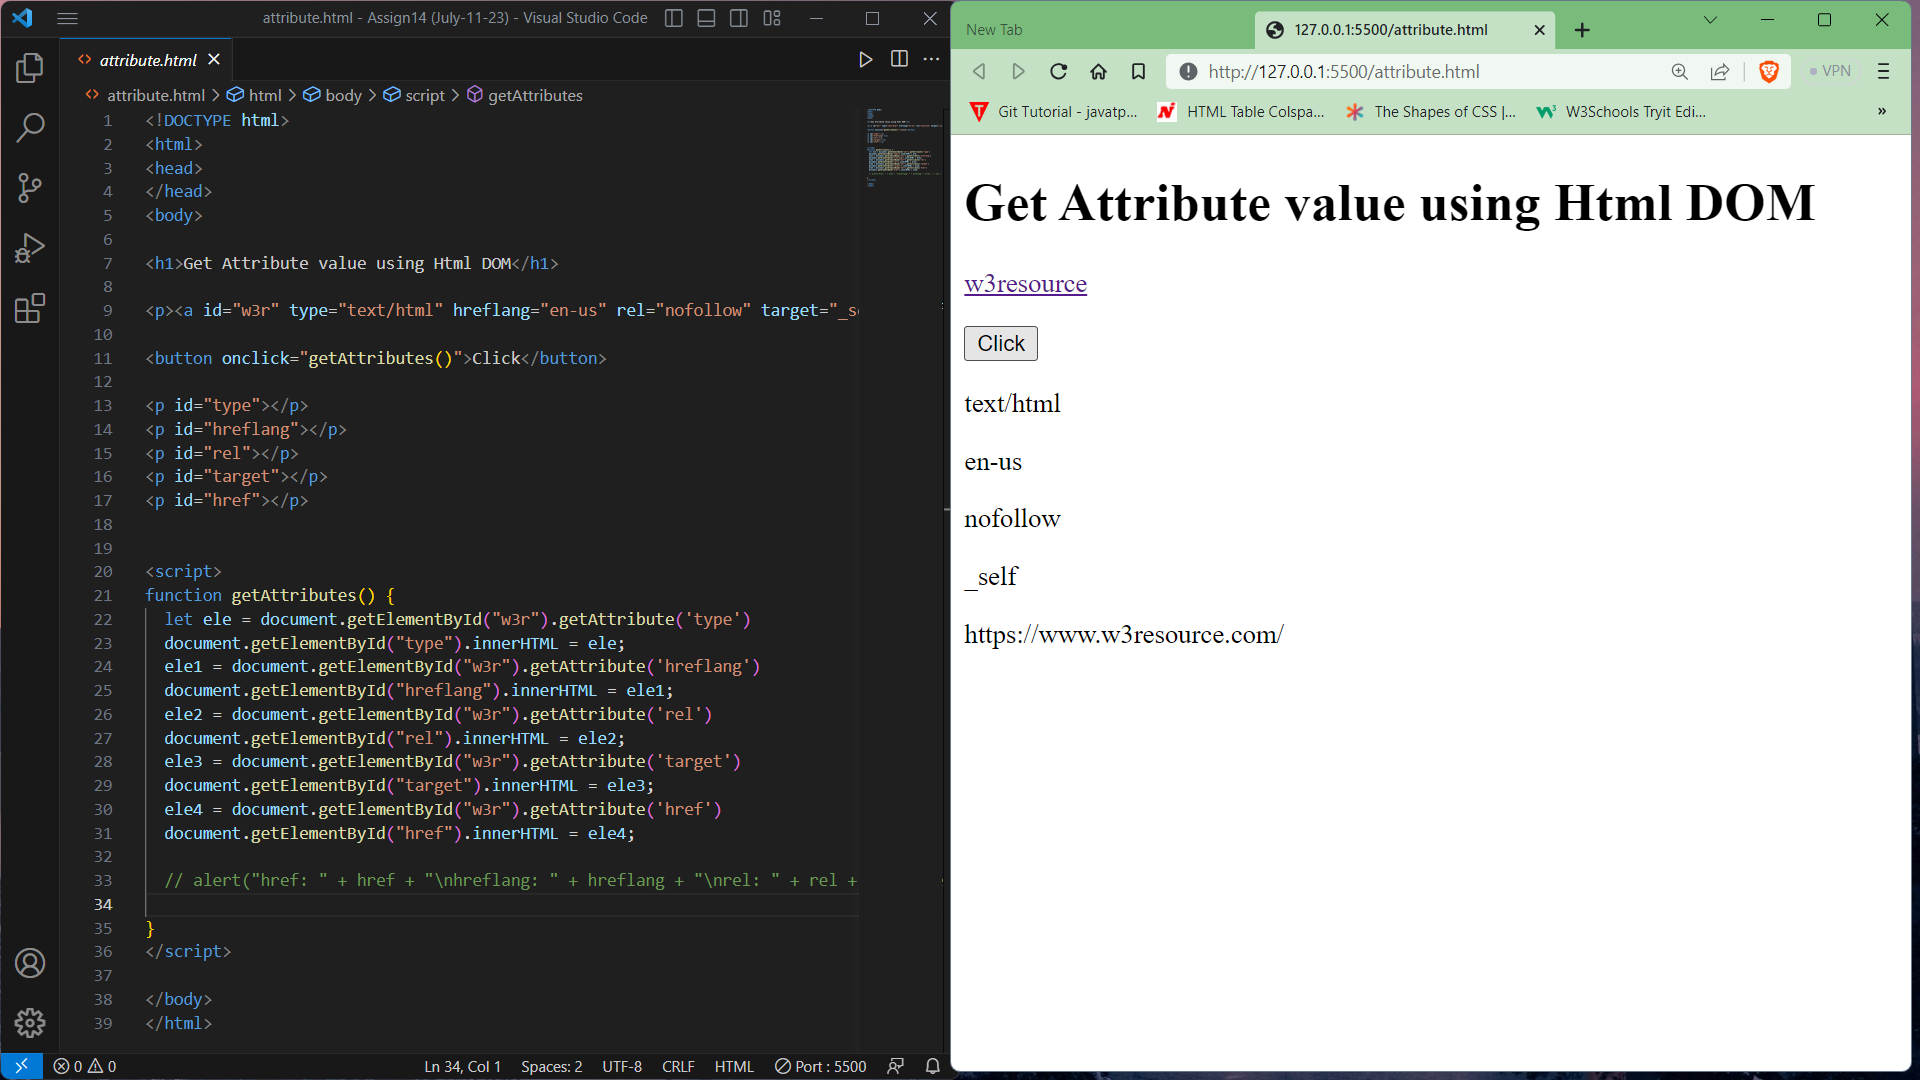 attribute.html - Assign14 (July-11-23) - Visual Studio Code
attribute.html
attribute.html > html > body > script > getAttributes
1 <!DOCTYPE html>
2 <html>
3 <head>
4 </head>
5 <body>
6
7 <h1>Get Attribute value using Html DOM</h1>
8
9 <p><a id="w3r" type="text/html" hreflang="en-us" rel="nofollow" target="_se
10
11 <button onclick="getAttributes()">Click</button>
12
13 <p id="type"></p>
14 <p id="hreflang"></p>
15 <p id="rel"></p>
16 <p id="target"></p>
17 <p id="href"></p>
18
19
20 <script>
21 function getAttributes() {
22 let ele = document.getElementById("w3r").getAttribute('type')
23 document.getElementById("type").innerHTML = ele;
24 ele1 = document.getElementById("w3r").getAttribute('hreflang')
25 document.getElementById("hreflang").innerHTML = ele1;
26 ele2 = document.getElementById("w3r").getAttribute('rel')
27 document.getElementById("rel").innerHTML = ele2;
28 ele3 = document.getElementById("w3r").getAttribute('target')
29 document.getElementById("target").innerHTML = ele3;
30 ele4 = document.getElementById("w3r").getAttribute('href')
31 document.getElementById("href").innerHTML = ele4;
32
33 // alert("href: " + href + "\nhreflang: " + hreflang + "\nrel: " + rel +
34
35 }
36 </script>
37
38 </body>
39 </html>
0 0 Ln 34, Col 1 Spaces: 2 UTF-8 CRLF HTML Port : 5500
New Tab 127.0.0.1:5500/attribute.html
http://127.0.0.1:5500/attribute.html VPN
Git Tutorial - javatp... HTML Table Colspa... The Shapes of CSS |... W3Schools Tryit Edi... »
Get Attribute value using Html DOM
w3resource
Click
text/html
en-us
nofollow
_self
https://www.w3resource.com/